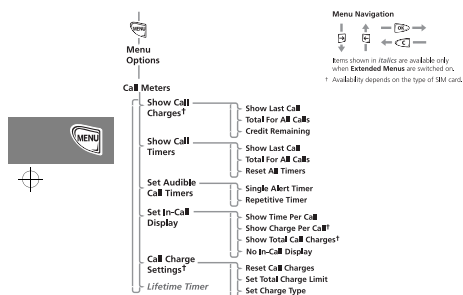 MENU
Menu
Options
Menu Navigation
OK
C
Items shown in italics are available only
when Extended Menus are switched on.
† Availability depends on the type of SIM card.
MENU
Call Meters
Show Call
Charges†
Show Last Call
Total For All Calls
Credit Remaining
Show Call
Timers
Show Last Call
Total For All Calls
Reset All Timers
Set Audible
Call Timers
Single Alert Timer
Repetitive Timer
Set In-Call
Display
Show Time Per Call
Show Charge Per Call†
Show Total Call Charges†
No In-Call Display
Call Charge
Settings†
Reset Call Charges
Set Total Charge Limit
Set Charge Type
Lifetime Timer